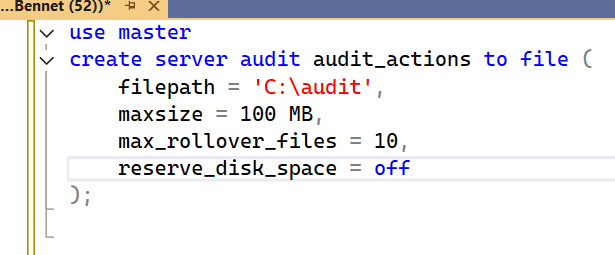 ...Bennet (52))*
use master
create server audit audit_actions to file (
filepath = 'C:\audit',
maxsize = 100 MB,
max_rollover_files = 10,
reserve_disk_space = off
);